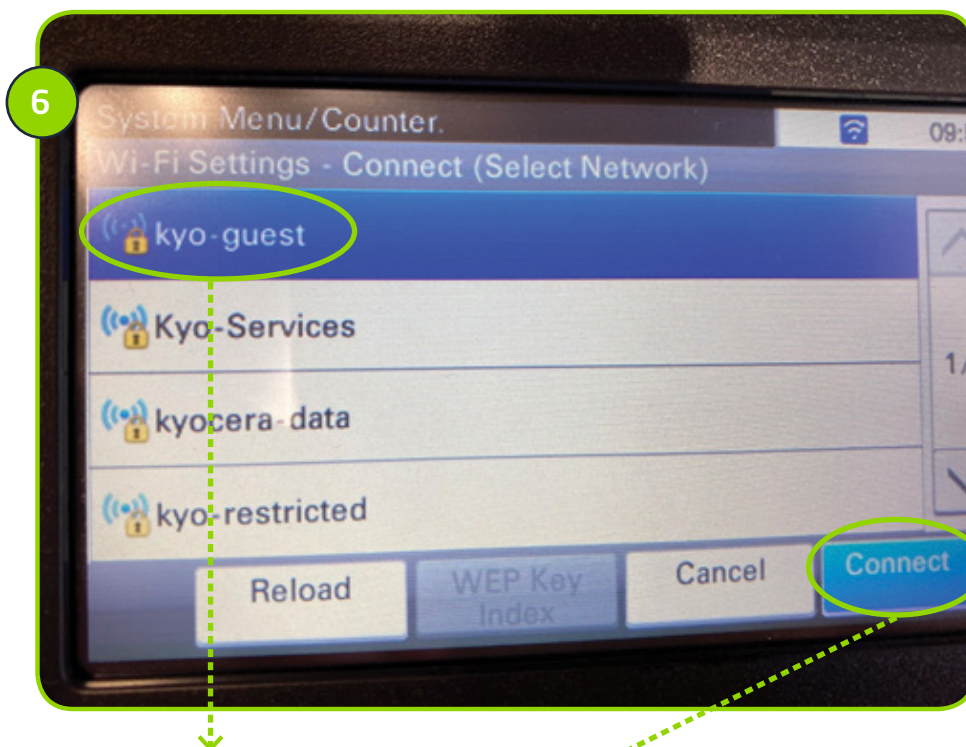 6
System Menu/Counter.
09:
Wi-Fi Settings - Connect (Select Network)
kyo-guest
Kyo-Services
1/
kyocera-data
kyo-restricted
Reload
WEP Key
Index
Cancel
Connect